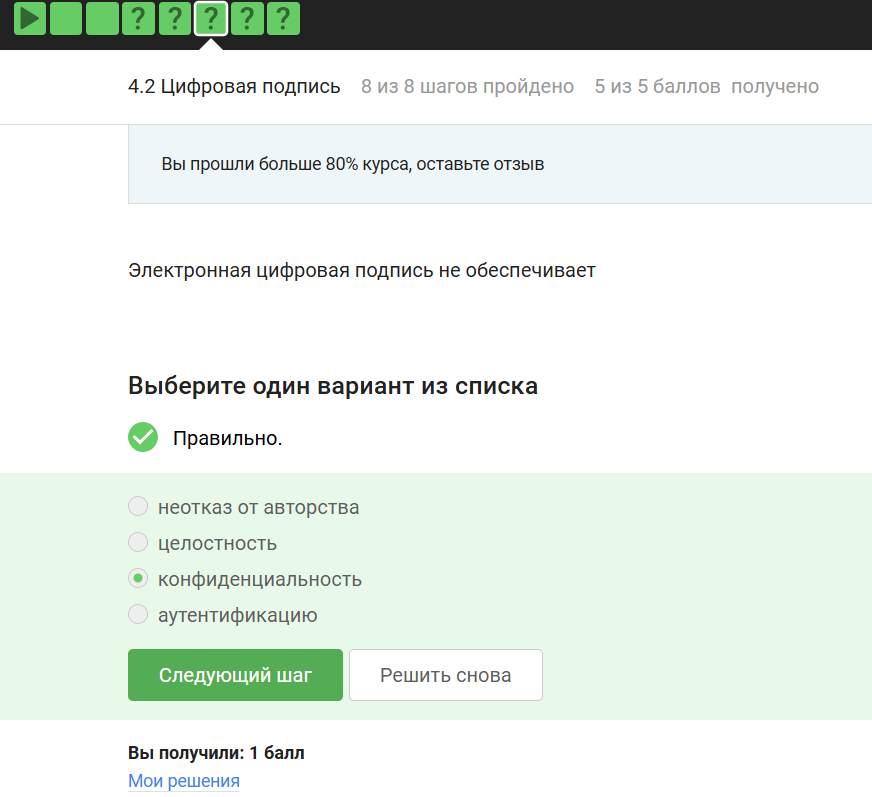 ? ? ? ? ?
4.2 Цифровая подпись 8 из 8 шагов пройдено 5 из 5 баллов получено
Вы прошли больше 80% курса, оставьте отзыв
Электронная цифровая подпись не обеспечивает
Выберите один вариант из списка
Правильно.
неотказ от авторства
целостность
конфиденциальность
аутентификацию
Следующий шаг Решить снова
Вы получили: 1 балл
Мои решения